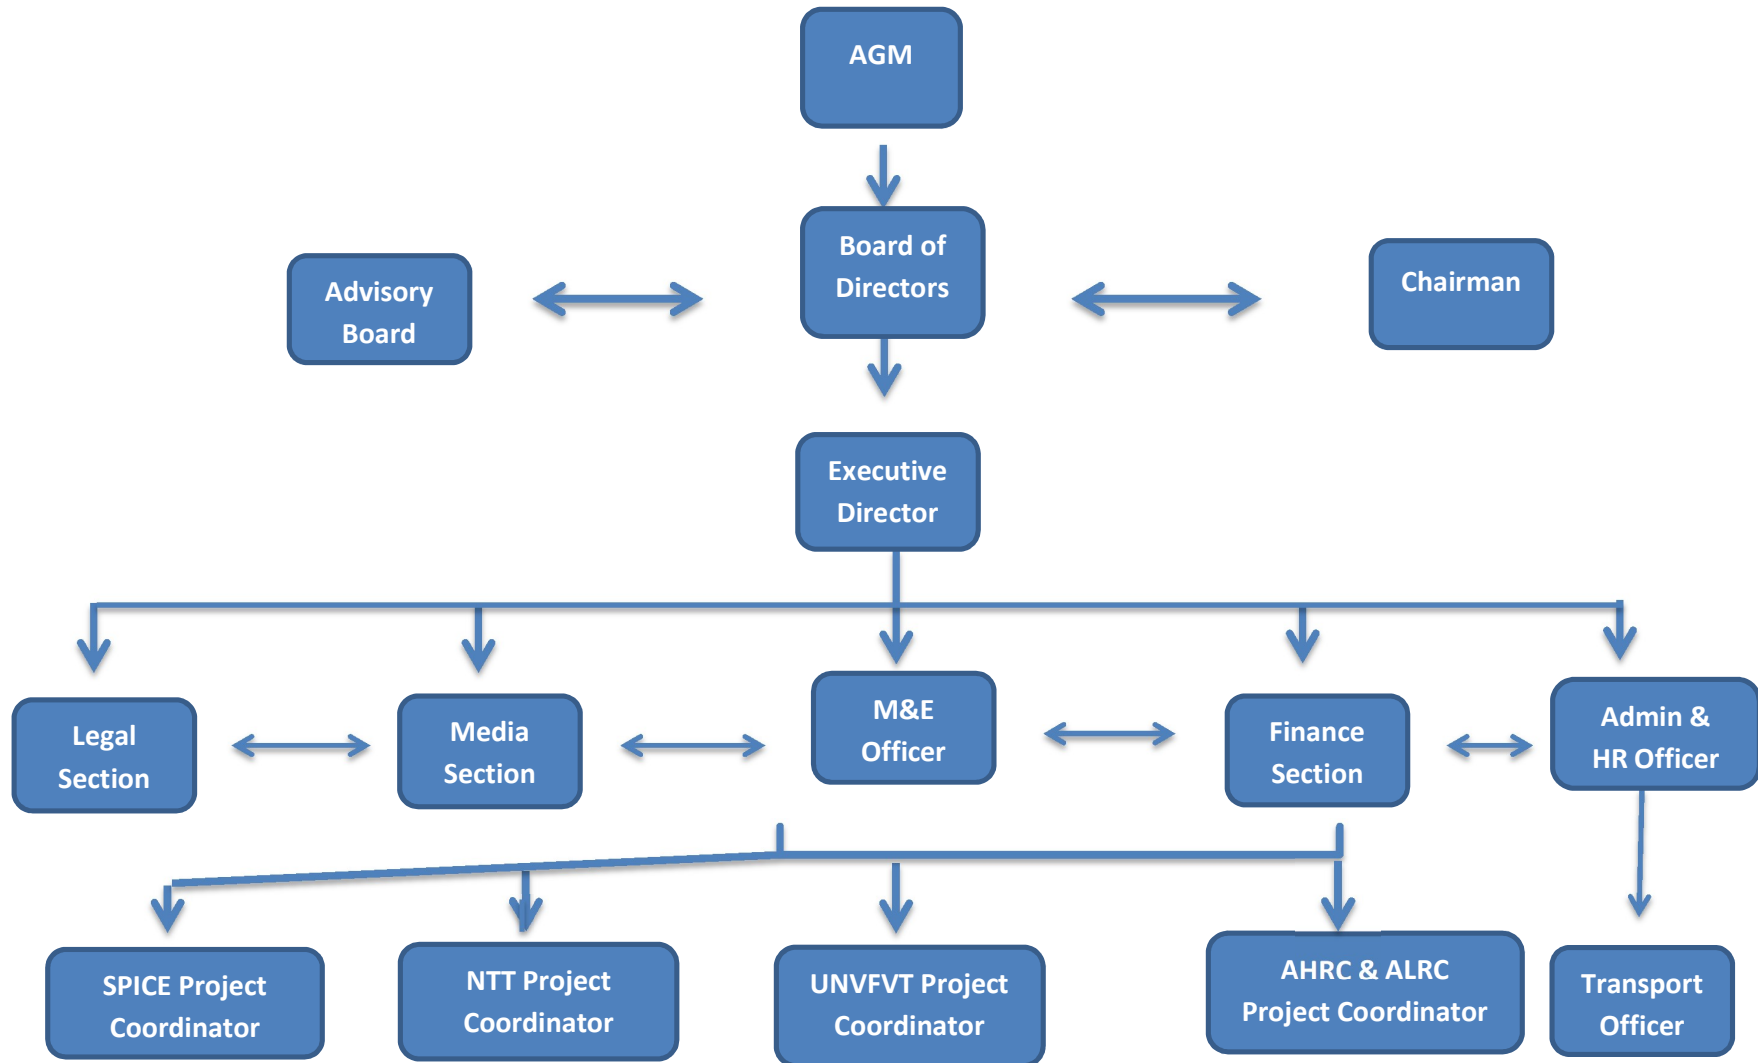 AGM
Board of
Directors
Advisory
Board
Chairman
Executive
Director
Legal
Section
Media
Section
M&E
Officer
Finance
Section
Admin &
HR Officer
SPICE Project
Coordinator
NTT Project
Coordinator
UNVFVT Project
Coordinator
AHRC & ALRC
Project Coordinator
Transport
Officer